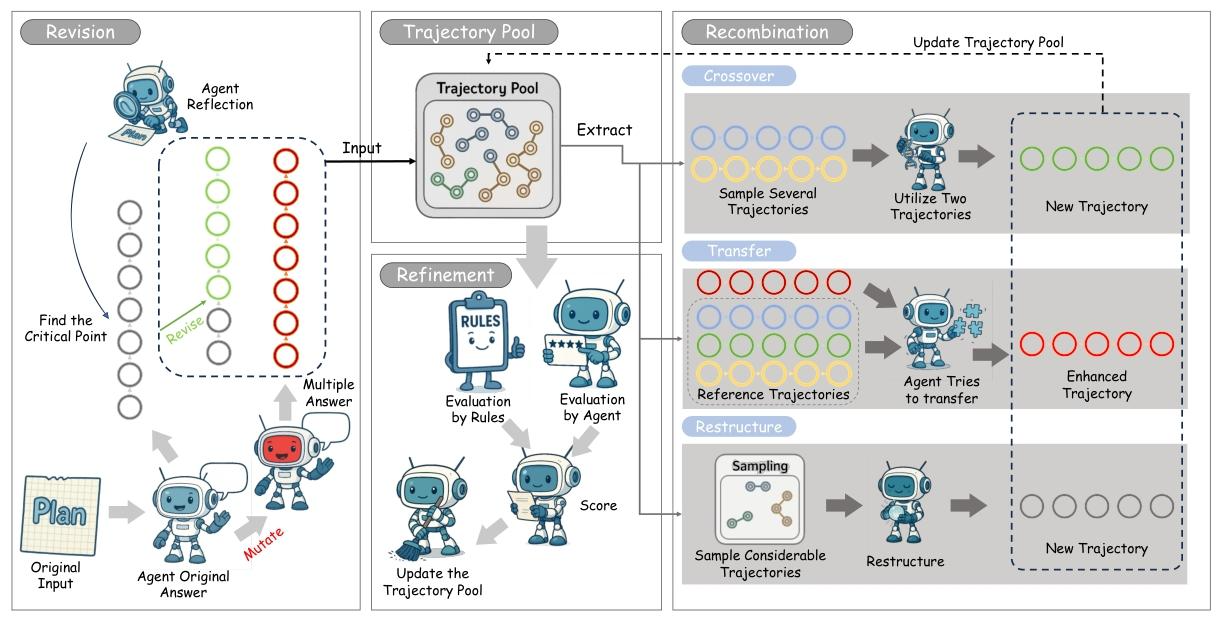 Revision
Agent
Reflection
Plan
Find the
Critical Point
Revise
Multiple
Answer
Plan
Original
Input
Agent Original
Answer
Mutate
Input
Trajectory Pool
Trajectory Pool
Extract
Refinement
RULES
Evaluation
by Rules
Evaluation
by Agent
Score
Update the
Trajectory Pool
Recombination
Update Trajectory Pool
Crossover
Sample Several
Trajectories
Utilize Two
Trajectories
New Trajectory
Transfer
Reference Trajectories
Agent Tries
to transfer
Enhanced
Trajectory
Restructure
Sampling
Sample Considerable
Trajectories
Restructure
New Trajectory